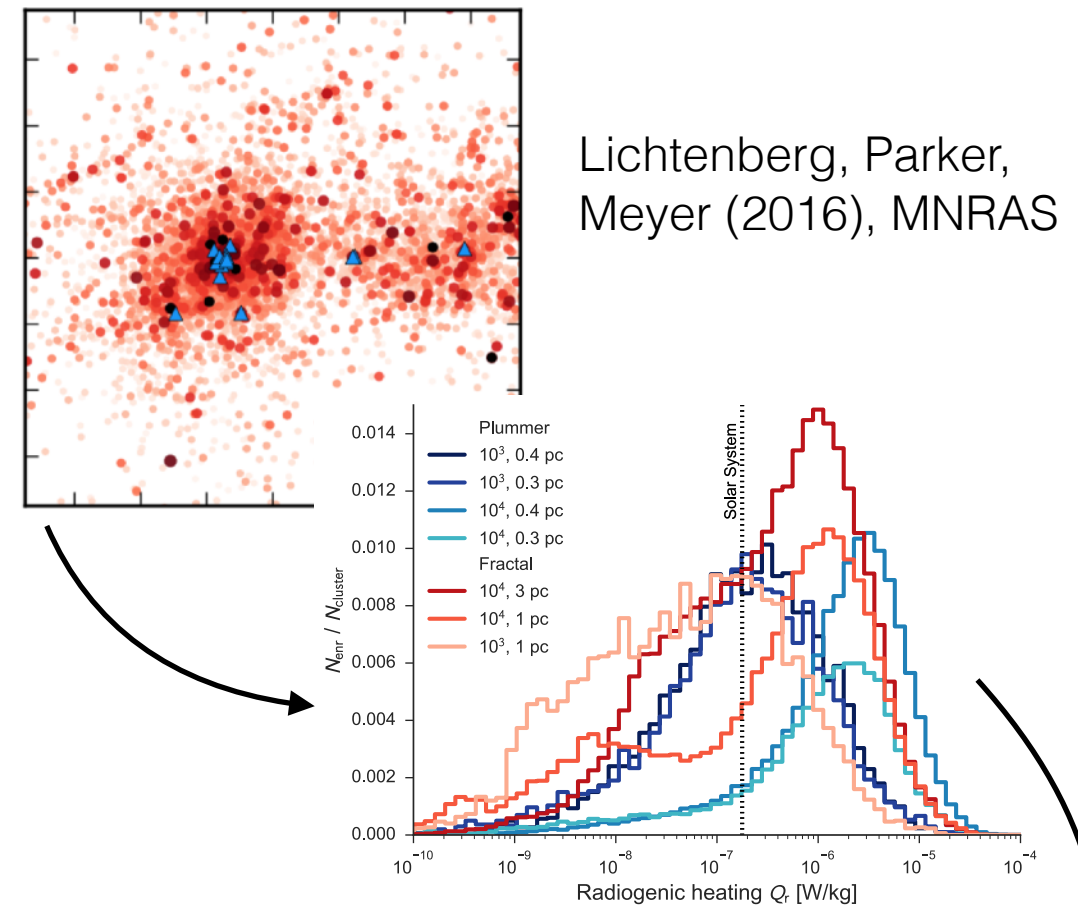 Lichtenberg, Parker,
Meyer (2016), MNRAS
Plummer
10³, 0.4 pc
10³, 0.3 pc
10⁴, 0.4 pc
10⁴, 0.3 pc
Fractal
10⁴, 3 pc
10⁴, 1 pc
10³, 1 pc
Solar System
0.014
0.012
0.010
0.008
0.006
0.004
0.002
0.000
N_enr / N_cluster
10⁻¹⁰ 10⁻⁹ 10⁻⁸ 10⁻⁷ 10⁻⁶ 10⁻⁵ 10⁻⁴
Radiogenic heating Q_r [W/kg]